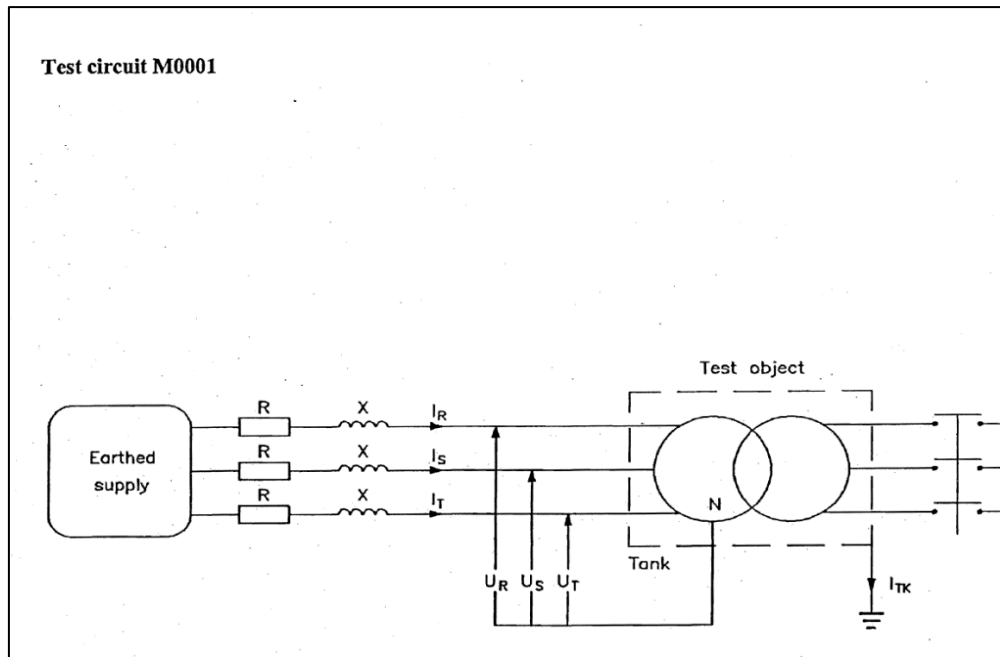 Test circuit M0001
Test object
R X I_R
Earthed
supply
R X I_S
R X I_T
N
Tank
U_R U_S U_T
I_TK